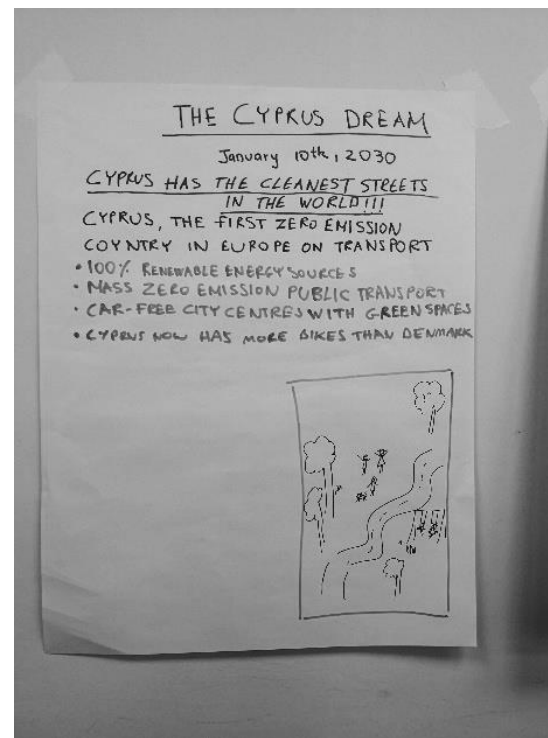 THE CYPRUS DREAM
January 10th, 2030
CYPRUS HAS THE CLEANEST STREETS
IN THE WORLD!!!
CYPRUS, THE FIRST ZERO EMISSION
COYNTRY IN EUROPE ON TRANSPORT
• 100% RENEWABLE ENERGY SOURCES
• MASS ZERO EMISSION PUBLIC TRANSPORT
• CAR-FREE CITY CENTRES WITH GREEN SPACES
• CYPRUS NOW HAS MORE BIKES THAN DENMARK